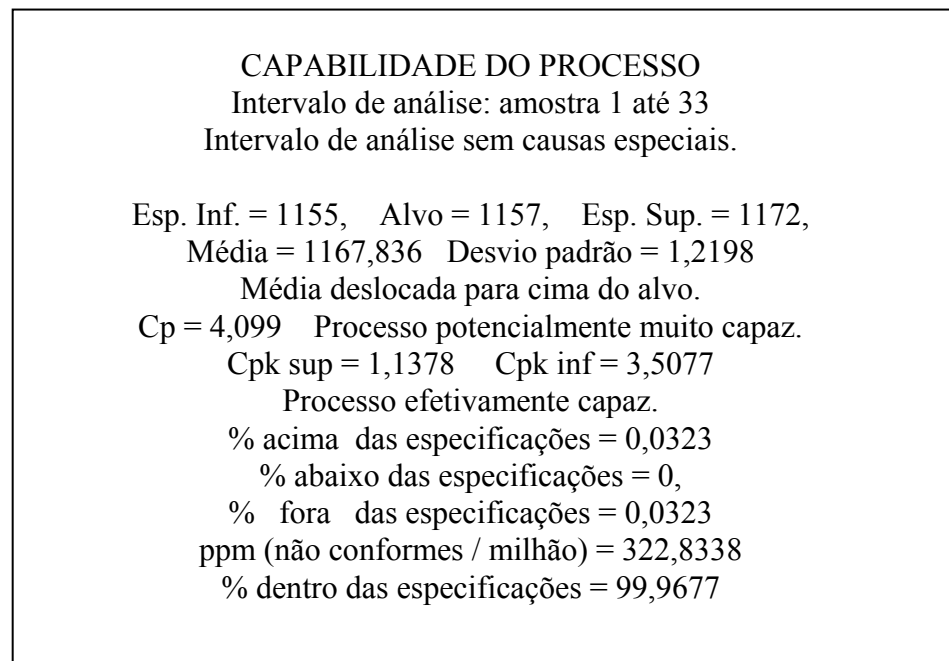 CAPABILIDADE DO PROCESSO
Intervalo de análise: amostra 1 até 33
Intervalo de análise sem causas especiais.
Esp. Inf. = 1155, Alvo = 1157, Esp. Sup. = 1172,
Média = 1167,836 Desvio padrão = 1,2198
Média deslocada para cima do alvo.
Cp = 4,099 Processo potencialmente muito capaz.
Cpk sup = 1,1378 Cpk inf = 3,5077
Processo efetivamente capaz.
% acima das especificações = 0,0323
% abaixo das especificações = 0,
% fora das especificações = 0,0323
ppm (não conformes / milhão) = 322,8338
% dentro das especificações = 99,9677